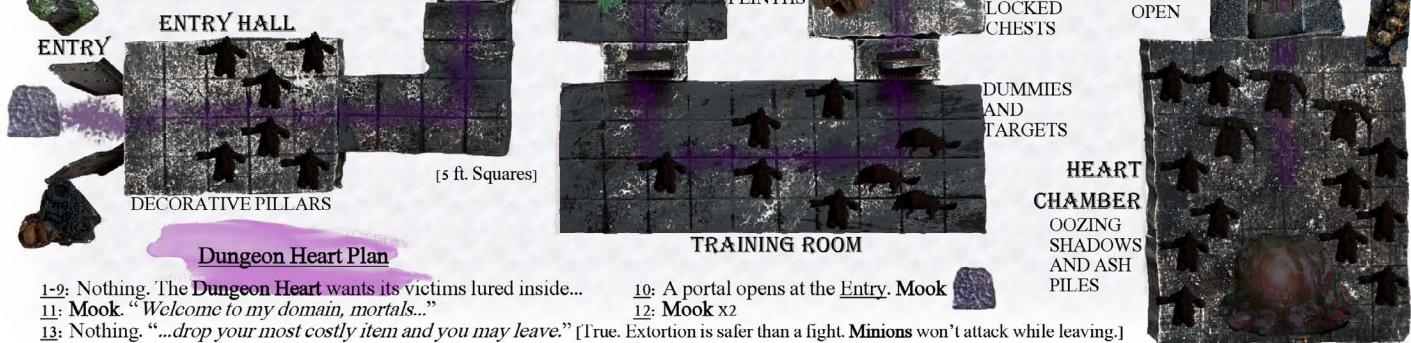 PLINTHS
LOCKED
CHESTS
OPEN
ENTRY HALL
ENTRY
DUMMIES
AND
TARGETS
[5 ft. Squares]
DECORATIVE PILLARS
TRAINING ROOM
HEART
CHAMBER
OOZING
SHADOWS
AND ASH
PILES
Dungeon Heart Plan
1-9: Nothing. The Dungeon Heart wants its victims lured inside...
11: Mook. “Welcome to my domain, mortals...”
10: A portal opens at the Entry. Mook
12: Mook X2
13: Nothing. “...drop your most costly item and you may leave.” [True. Extortion is safer than a fight. Minions won't attack while leaving.]